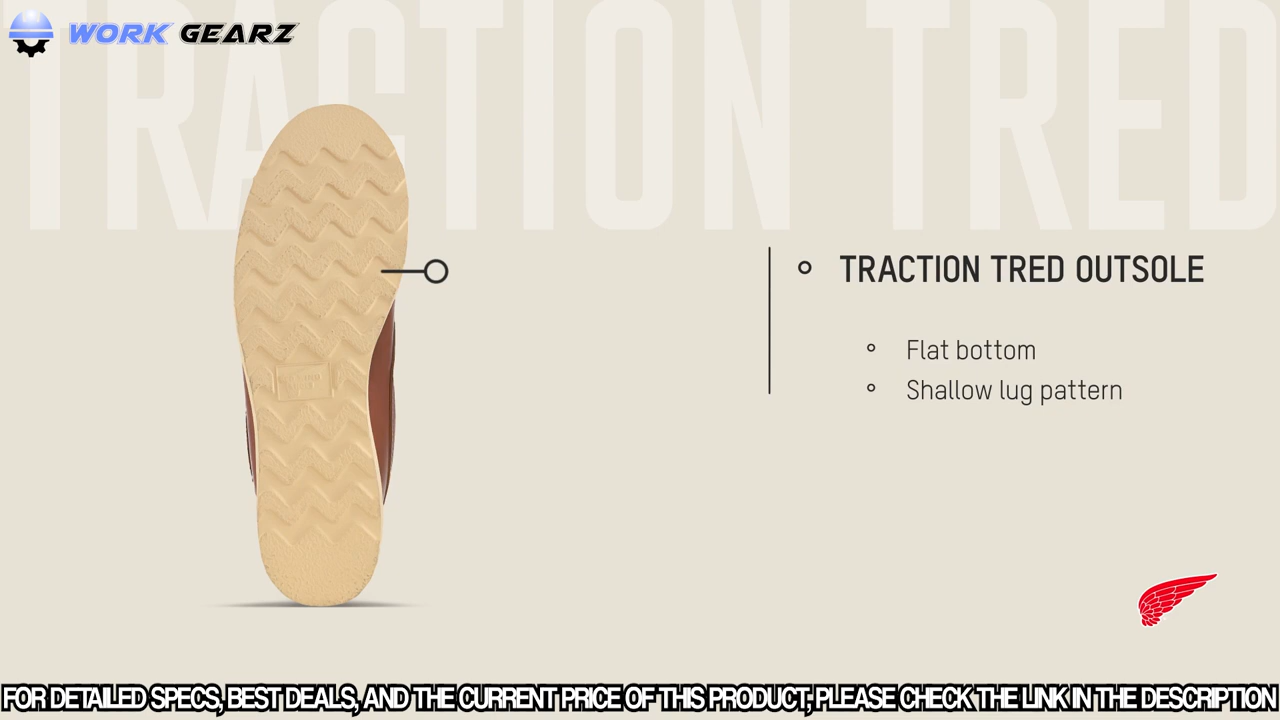 TRACTION TRED
WORK GEARZ
TRACTION TRED OUTSOLE
Flat bottom
Shallow lug pattern
FOR DETAILED SPECS, BEST DEALS, AND THE CURRENT PRICE OF THIS PRODUCT, PLEASE CHECK THE LINK IN THE DESCRIPTION